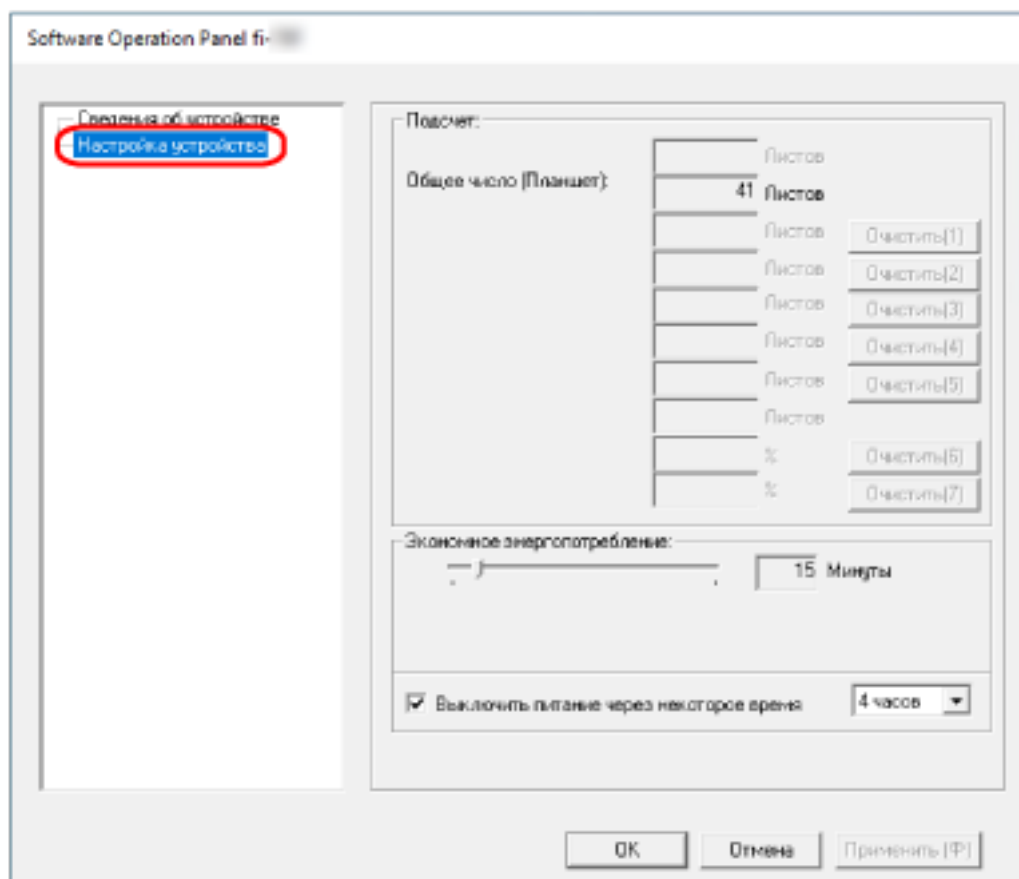 Software Operation Panel fi-
Сведения об устройстве
Настройка устройства
Подсчет:
Листов
Общее число (Планшет): 41 Листов
Листов Очистить(1)
Листов Очистить(2)
Листов Очистить(3)
Листов Очистить(4)
Листов Очистить(5)
Листов
% Очистить(6)
% Очистить(7)
Экономное энергопотребление:
15 Минуты
Выключить питание через некоторое время 4 часов
OK Отмена Применить (Ф)